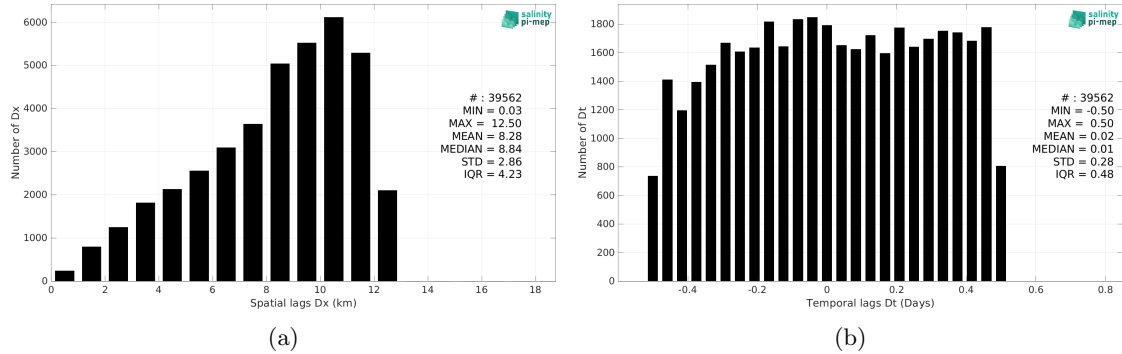 6000
5000
4000
3000
2000
1000
0
Number of Dx
salinity
pi-mep
# : 39562
MIN = 0.03
MAX = 12.50
MEAN = 8.28
MEDIAN = 8.84
STD = 2.86
IQR = 4.23
0 2 4 6 8 10 12 14 16 18
Spatial lags Dx (km)
(a)
1800
1600
1400
1200
1000
800
600
400
200
0
Number of Dt
salinity
pi-mep
# : 39562
MIN = -0.50
MAX = 0.50
MEAN = 0.02
MEDIAN = 0.01
STD = 0.28
IQR = 0.48
-0.4 -0.2 0 0.2 0.4 0.6 0.8
Temporal lags Dt (Days)
(b)